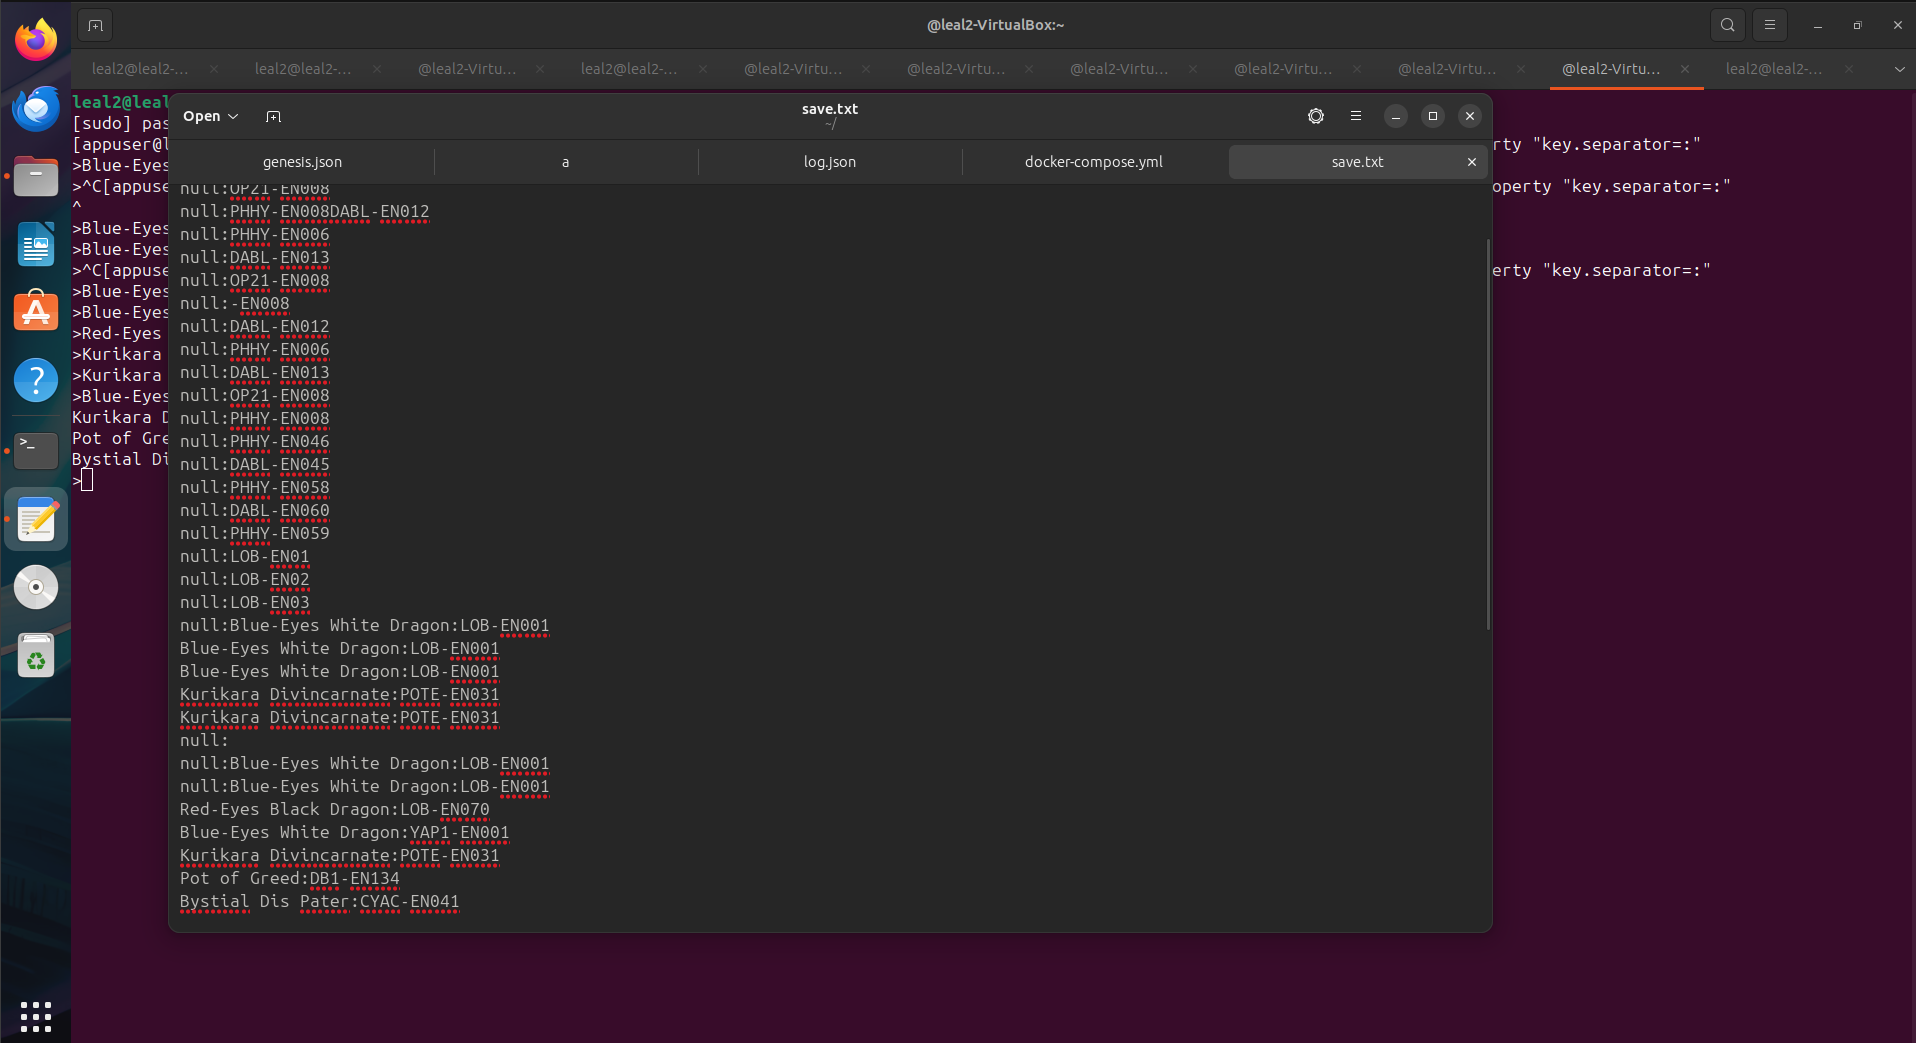 @leal2-VirtualBox:~
leal2@leal2-...
leal2@leal2-...
@leal2-Virtu...
leal2@leal2-...
@leal2-Virtu...
@leal2-Virtu...
@leal2-Virtu...
@leal2-Virtu...
@leal2-Virtu...
@leal2-Virtu...
leal2@leal2-...
leal2@leal
[sudo] pas
[appuser@l
rty "key.separator=:"
>Blue-Eyes
>^C[appuse
operty "key.separator=:"
^
>Blue-Eyes
>Blue-Eyes
>^C[appuse
erty "key.separator=:"
>Blue-Eyes
>Blue-Eyes
>Red-Eyes
>Kurikara
>Kurikara
>Blue-Eyes
Kurikara D
Pot of Gre
Bystial Di
>
Open
save.txt
~/
genesis.json
a
log.json
docker-compose.yml
save.txt
null:OP21-EN008
null:PHHY-EN008DABL-EN012
null:PHHY-EN006
null:DABL-EN013
null:OP21-EN008
null:-EN008
null:DABL-EN012
null:PHHY-EN006
null:DABL-EN013
null:OP21-EN008
null:PHHY-EN008
null:PHHY-EN046
null:DABL-EN045
null:PHHY-EN058
null:DABL-EN060
null:PHHY-EN059
null:LOB-EN01
null:LOB-EN02
null:LOB-EN03
null:Blue-Eyes White Dragon:LOB-EN001
Blue-Eyes White Dragon:LOB-EN001
Blue-Eyes White Dragon:LOB-EN001
Kurikara Divincarnate:POTE-EN031
Kurikara Divincarnate:POTE-EN031
null:
null:Blue-Eyes White Dragon:LOB-EN001
null:Blue-Eyes White Dragon:LOB-EN001
Red-Eyes Black Dragon:LOB-EN070
Blue-Eyes White Dragon:YAP1-EN001
Kurikara Divincarnate:POTE-EN031
Pot of Greed:DB1-EN134
Bystial Dis Pater:CYAC-EN041